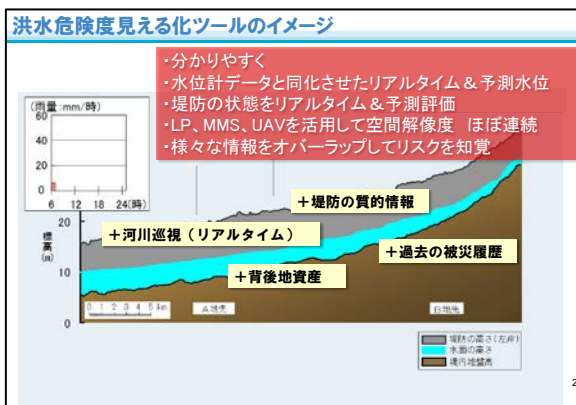 洪水危険度見える化ツールのイメージ
・分かりやすく
・水位計データと同化させたリアルタイム＆予測水位
・堤防の状態をリアルタイム＆予測評価
・LP、MMS、UAVを活用して空間解像度 ほぼ連続
・様々な情報をオーバーラップしてリスクを知覚
(雨量:mm/時)
60
40
20
0
6 12 18 24(時)
＋堤防の質的情報
＋河川巡視（リアルタイム）
＋過去の被災履歴
＋背後地資産
標高(m)
20
10
0
0 1 2 3 4 5 km
A地先
B地先
堤防の高さ(左岸)
水面の高さ
堤内地盤高
2